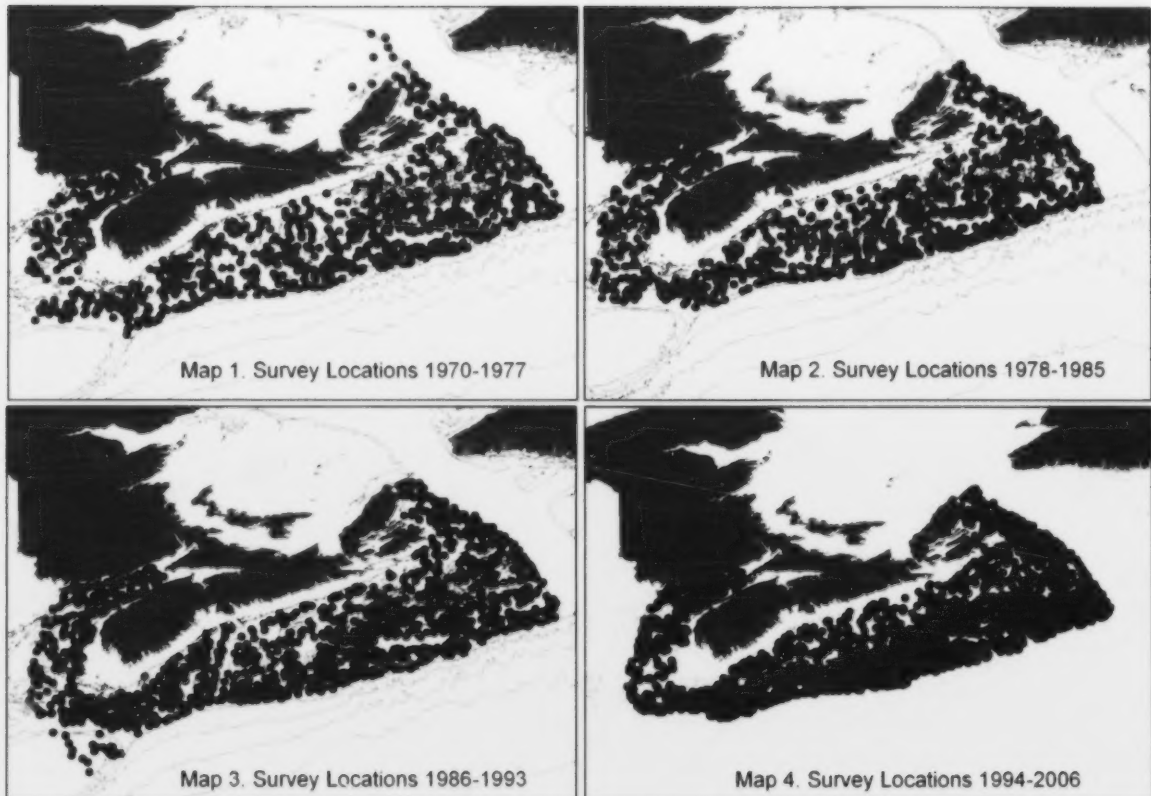 Map 1. Survey Locations 1970-1977
Map 2. Survey Locations 1978-1985
Map 3. Survey Locations 1986-1993
Map 4. Survey Locations 1994-2006